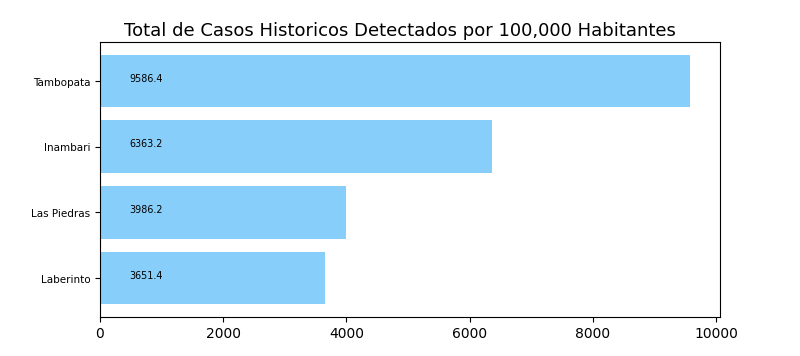 Total de Casos Historicos Detectados por 100,000 Habitantes
Tambopata 9586.4
Inambari 6363.2
Las Piedras 3986.2
Laberinto 3651.4
0 2000 4000 6000 8000 10000